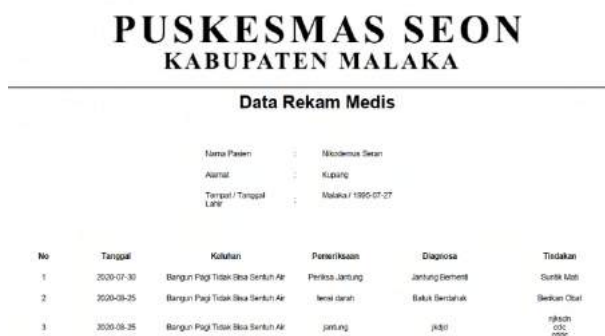 PUSKESMAS SEON
KABUPATEN MALAKA
Data Rekam Medis
Nama Pasien : Nikodemus Seran
Alamat : Kupang
Tempat / Tanggal Lahir : Malaka / 1995-07-27
No Tanggal Keluhan Pemeriksaan Diagnosa Tindakan
1 2020-07-30 Bangun Pagi Tidak Bisa Sentuh Air Periksa Jantung Jantung Berhenti Suntik Mati
2 2020-08-25 Bangun Pagi Tidak Bisa Sentuh Air tensi darah Batuk Berdahak Berikan Obat
3 2020-08-25 Bangun Pagi Tidak Bisa Sentuh Air jantung